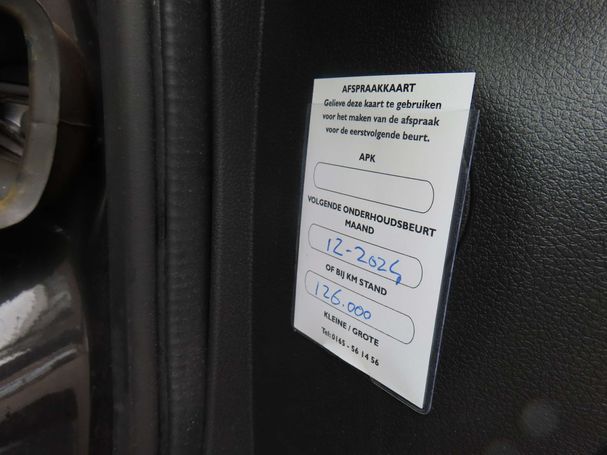 AFSPRAAKKAART
Gelieve deze kaart te gebruiken
voor het maken van de afspraak
voor de eerstvolgende beurt.
APK
VOLGENDE ONDERHOUDSBEURT
MAAND
12-2024
OF BIJ KM STAND
126.000
KLEINE / GROTE
Tel: 0165 - 56 14 56